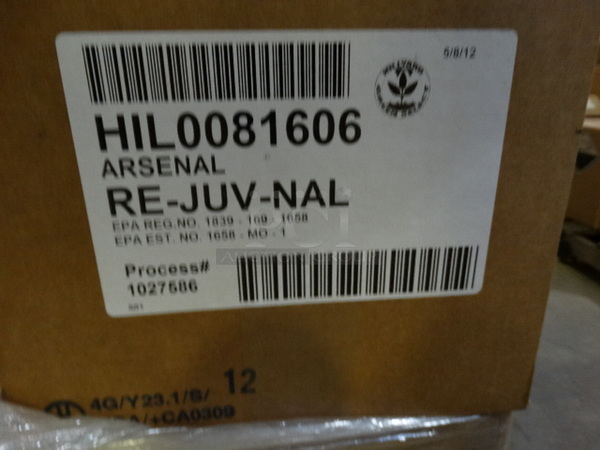 5/8/12
HIL0081606
ARSENAL
RE-JUV-NAL
EPA REG.NO. 1839 - 169 - 1658
EPA EST. NO. 1658 - MO - 1
Process#
1027586
12
4G/Y23.1/S/
/+CA0309